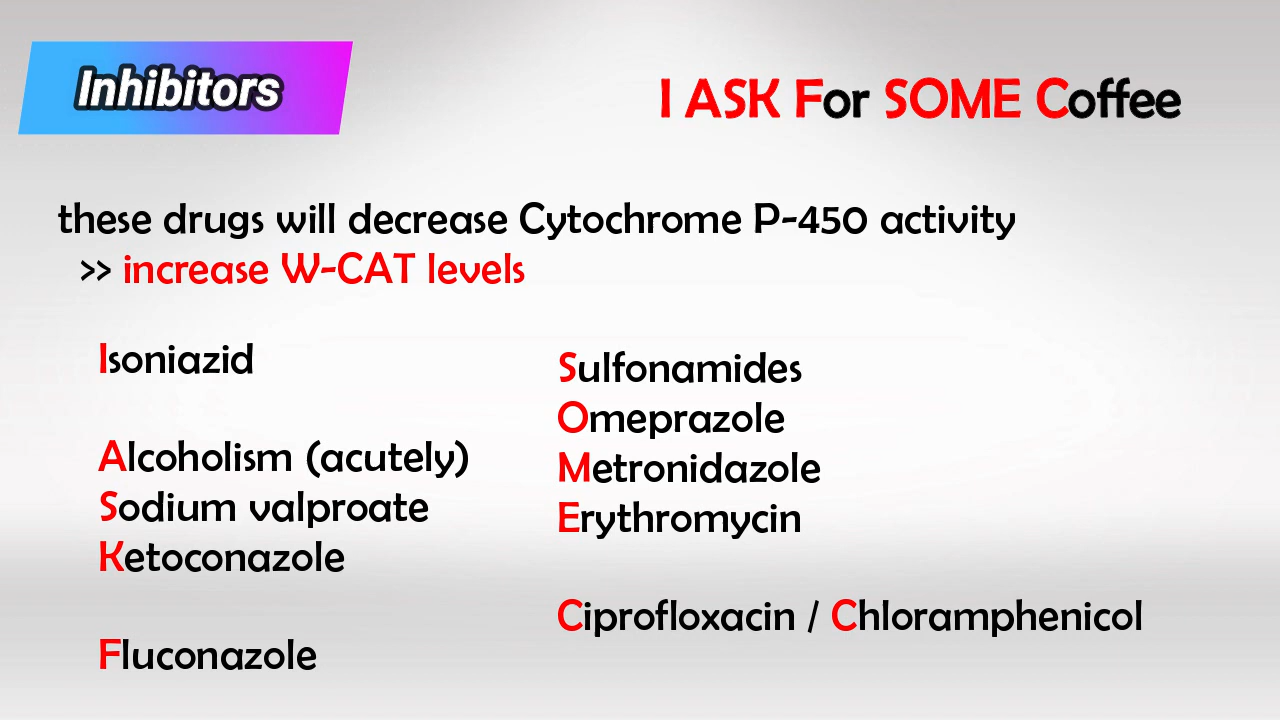 Inhibitors
I ASK For SOME Coffee
these drugs will decrease Cytochrome P-450 activity
>> increase W-CAT levels
Isoniazid
Alcoholism (acutely)
Sodium valproate
Ketoconazole
Fluconazole
Sulfonamides
Omeprazole
Metronidazole
Erythromycin
Ciprofloxacin / Chloramphenicol